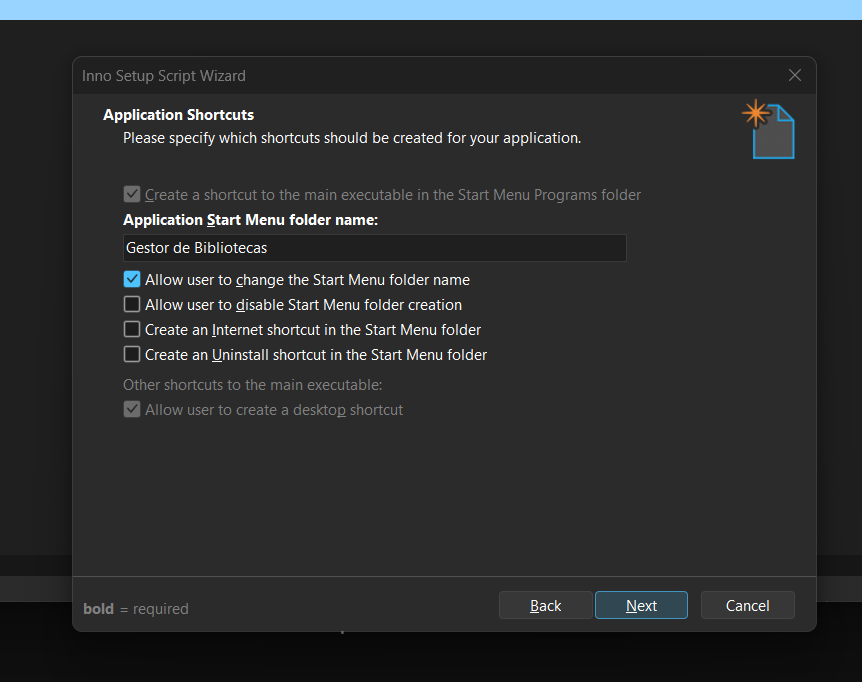 Inno Setup Script Wizard
Application Shortcuts
Please specify which shortcuts should be created for your application.
Create a shortcut to the main executable in the Start Menu Programs folder
Application Start Menu folder name:
Gestor de Bibliotecas
Allow user to change the Start Menu folder name
Allow user to disable Start Menu folder creation
Create an Internet shortcut in the Start Menu folder
Create an Uninstall shortcut in the Start Menu folder
Other shortcuts to the main executable:
Allow user to create a desktop shortcut
bold = required
Back
Next
Cancel